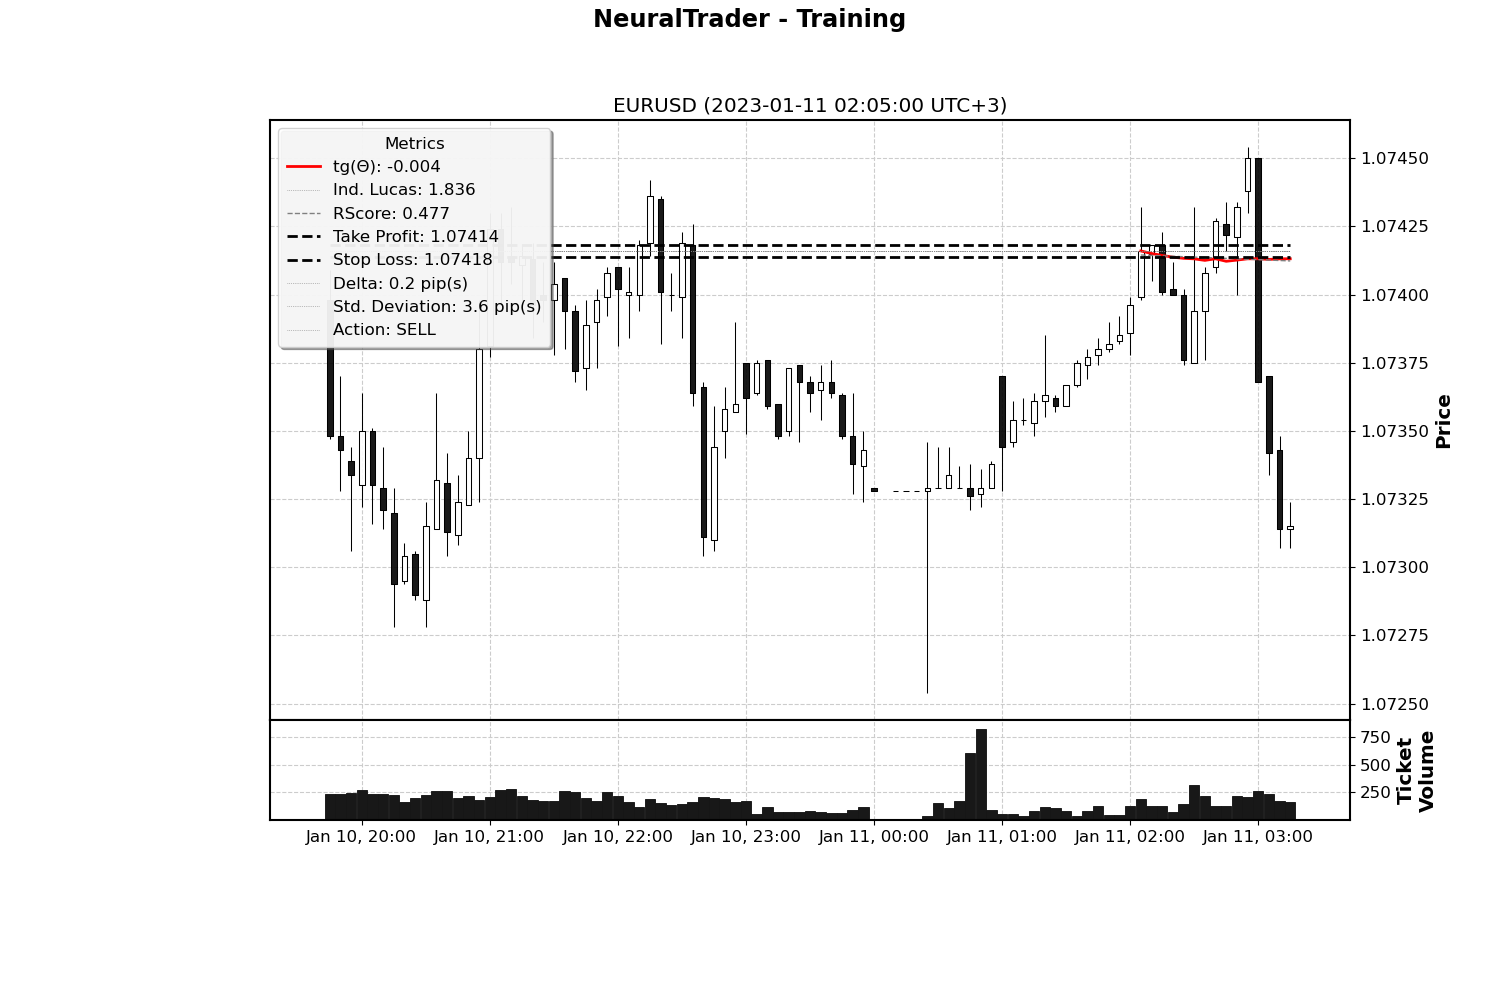 NeuralTrader - Training
EURUSD (2023-01-11 02:05:00 UTC+3)
Metrics
tg(Θ): -0.004
Ind. Lucas: 1.836
RScore: 0.477
Take Profit: 1.07414
Stop Loss: 1.07418
Delta: 0.2 pip(s)
Std. Deviation: 3.6 pip(s)
Action: SELL
1.07450
1.07425
1.07400
1.07375
1.07350
1.07325
1.07300
1.07275
1.07250
Price
750
500
250
Ticket
Volume
Jan 10, 20:00 Jan 10, 21:00 Jan 10, 22:00 Jan 10, 23:00 Jan 11, 00:00 Jan 11, 01:00 Jan 11, 02:00 Jan 11, 03:00